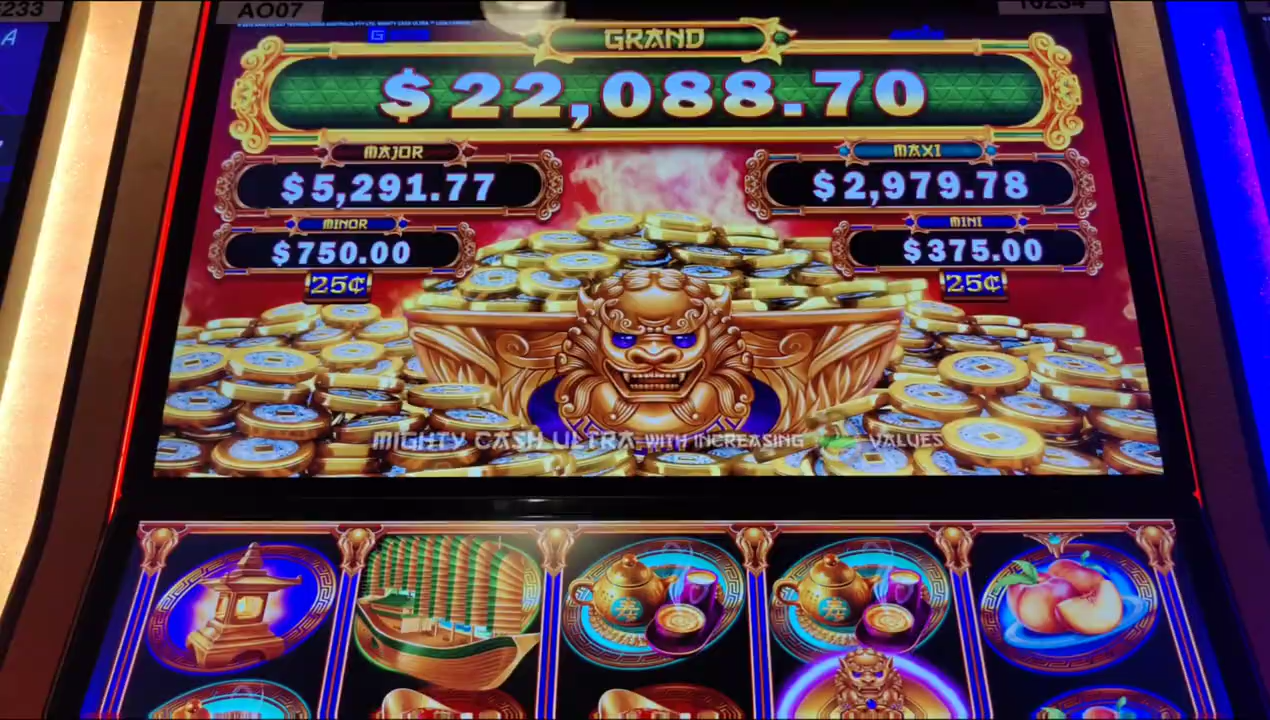 AO07
16234
GRAND
$22,088.70
MAJOR
MAXI
$5,291.77
$2,979.78
MINOR
MINI
$750.00
$375.00
25¢
25¢
MIGHTY CASH ULTRA WITH INCREASING VALUES